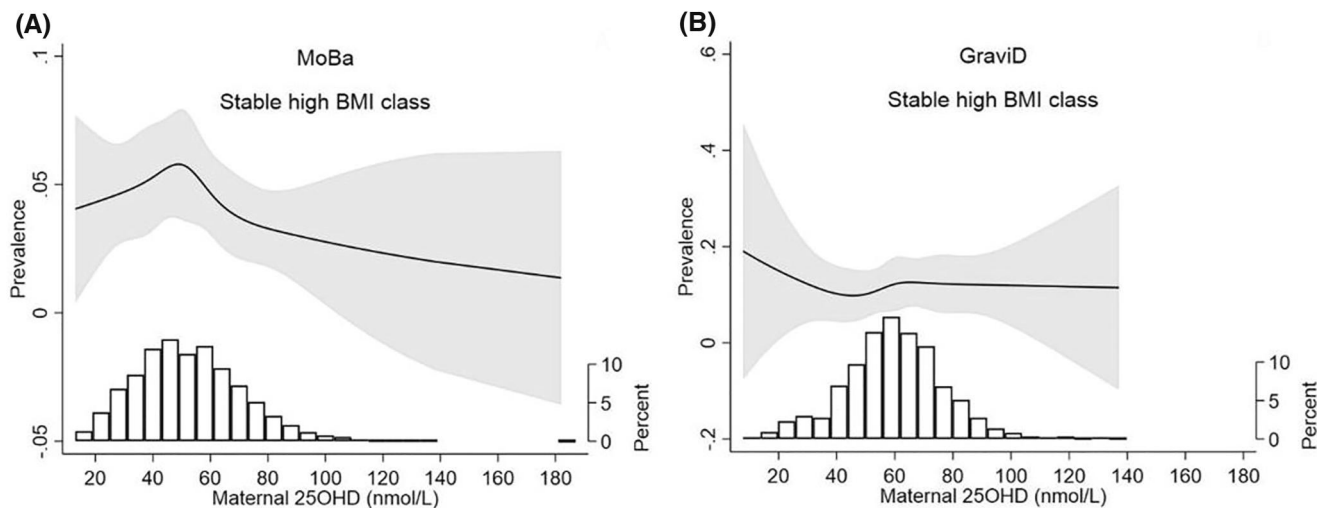 (A)
MoBa
Stable high BMI class
Prevalence
.1
.05
0
-.05
10
5
0
Percent
20 40 60 80 100 120 140 160 180
Maternal 25OHD (nmol/L)
(B)
GraviD
Stable high BMI class
Prevalence
.6
.4
.2
0
-.2
10
5
0
Percent
20 40 60 80 100 120 140 160 180
Maternal 25OHD (nmol/L)